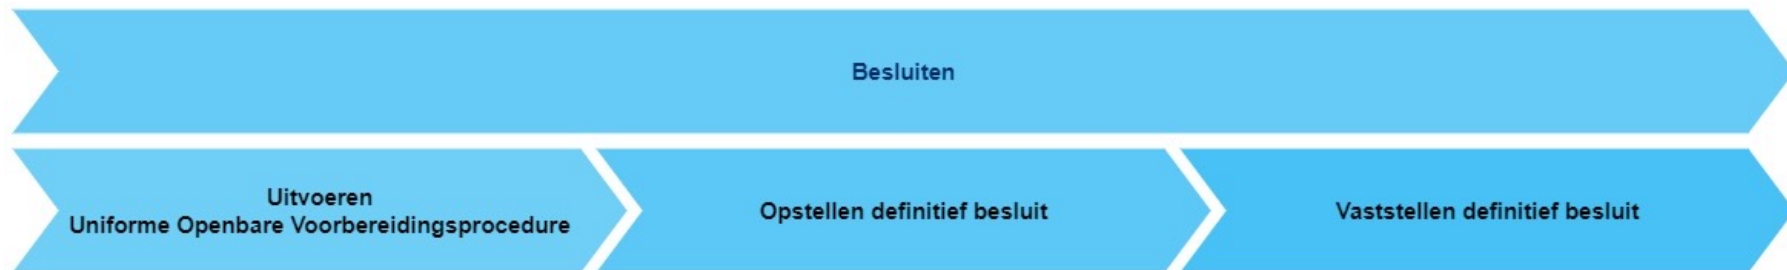 Besluiten
Uitvoeren
Uniforme Openbare Voorbereidingsprocedure
Opstellen definitief besluit
Vaststellen definitief besluit